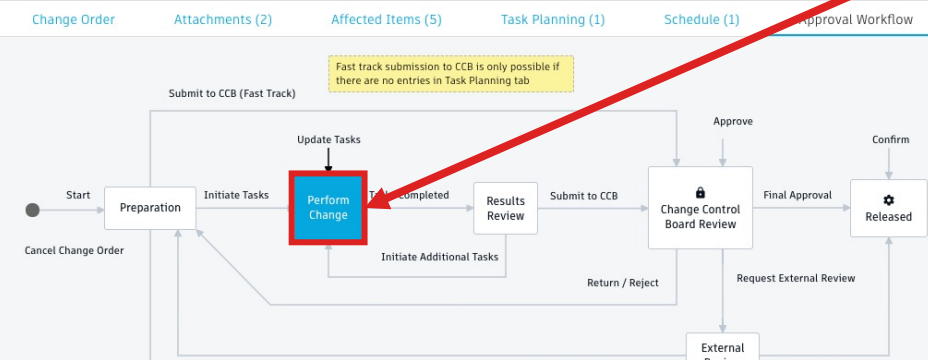 Change Order
Attachments (2)
Affected Items (5)
Task Planning (1)
Schedule (1)
Approval Workflow
Fast track submission to CCB is only possible if
there are no entries in Task Planning tab
Submit to CCB (Fast Track)
Update Tasks
Approve
Confirm
Start
Preparation
Initiate Tasks
Perform
Change
Completed
Results
Review
Submit to CCB
Change Control
Board Review
Final Approval
Released
Cancel Change Order
Initiate Additional Tasks
Return / Reject
Request External Review
External